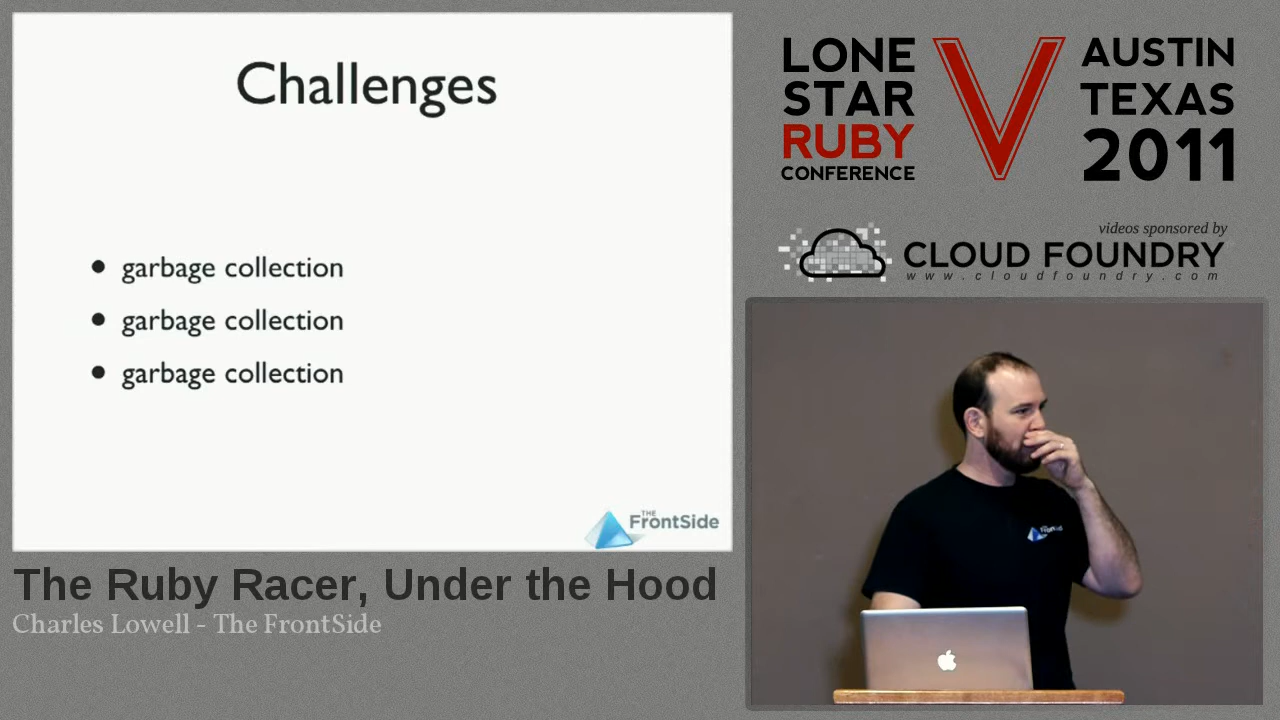 Challenges
• garbage collection
• garbage collection
• garbage collection
THE
FrontSide
The Ruby Racer, Under the Hood
Charles Lowell - The FrontSide
LONE
STAR
RUBY
CONFERENCE
V
AUSTIN
TEXAS
2011
videos sponsored by
CLOUD FOUNDRY
www.cloudfoundry.com